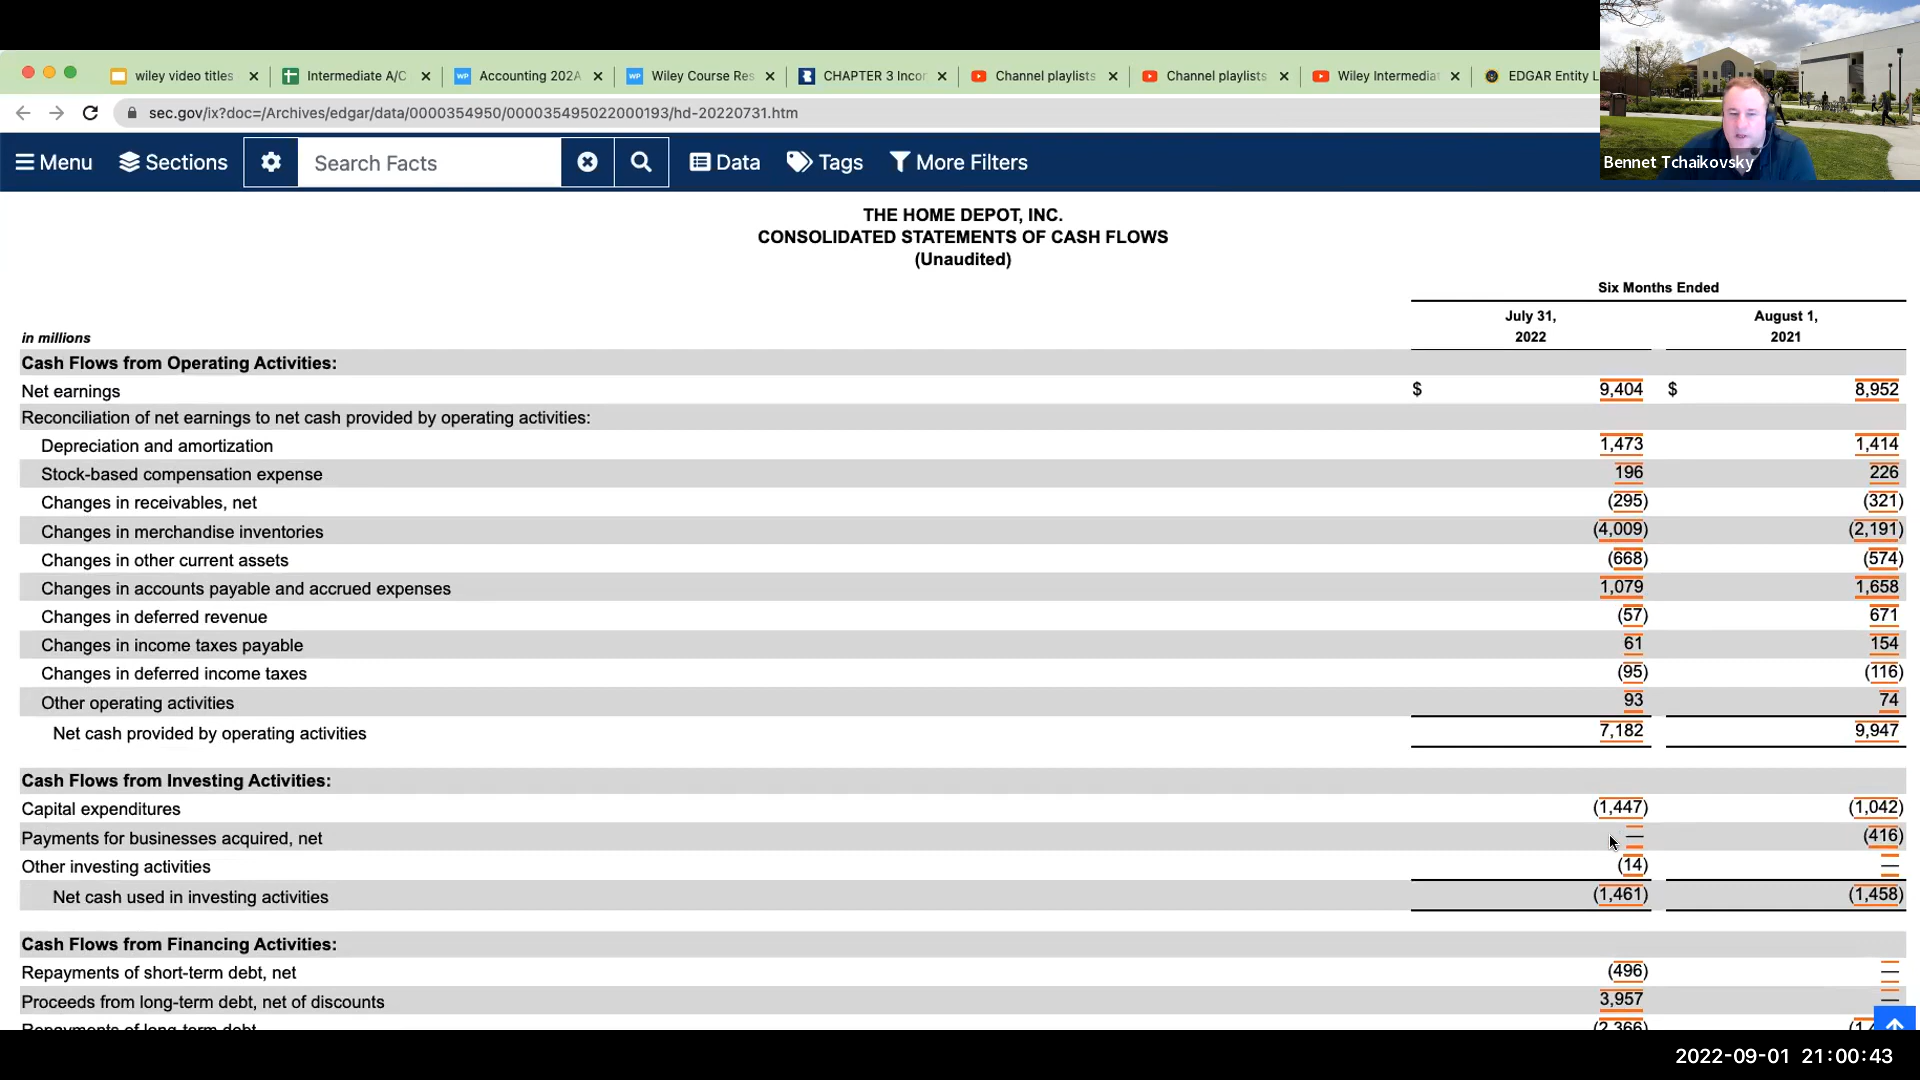 wiley video titles
Intermediate A/C
Accounting 202A
Wiley Course Res
CHAPTER 3 Incor
Channel playlists
Channel playlists
Wiley Intermediat
EDGAR Entity L
sec.gov/ix?doc=/Archives/edgar/data/0000354950/000035495022000193/hd-20220731.htm
Menu Sections Search Facts Data Tags More Filters
Bennet Tchaikovsky
THE HOME DEPOT, INC.
CONSOLIDATED STATEMENTS OF CASH FLOWS
(Unaudited)
Six Months Ended
July 31, 2022
August 1, 2021
in millions
Cash Flows from Operating Activities:
Net earnings $ 9,404 $ 8,952
Reconciliation of net earnings to net cash provided by operating activities:
Depreciation and amortization 1,473 1,414
Stock-based compensation expense 196 226
Changes in receivables, net (295) (321)
Changes in merchandise inventories (4,009) (2,191)
Changes in other current assets (668) (574)
Changes in accounts payable and accrued expenses 1,079 1,658
Changes in deferred revenue (57) 671
Changes in income taxes payable 61 154
Changes in deferred income taxes (95) (116)
Other operating activities 93 74
Net cash provided by operating activities 7,182 9,947
Cash Flows from Investing Activities:
Capital expenditures (1,447) (1,042)
Payments for businesses acquired, net — (416)
Other investing activities (14) —
Net cash used in investing activities (1,461) (1,458)
Cash Flows from Financing Activities:
Repayments of short-term debt, net (496) —
Proceeds from long-term debt, net of discounts 3,957 —
Repayments of long-term debt (2,366)
2022-09-01 21:00:43